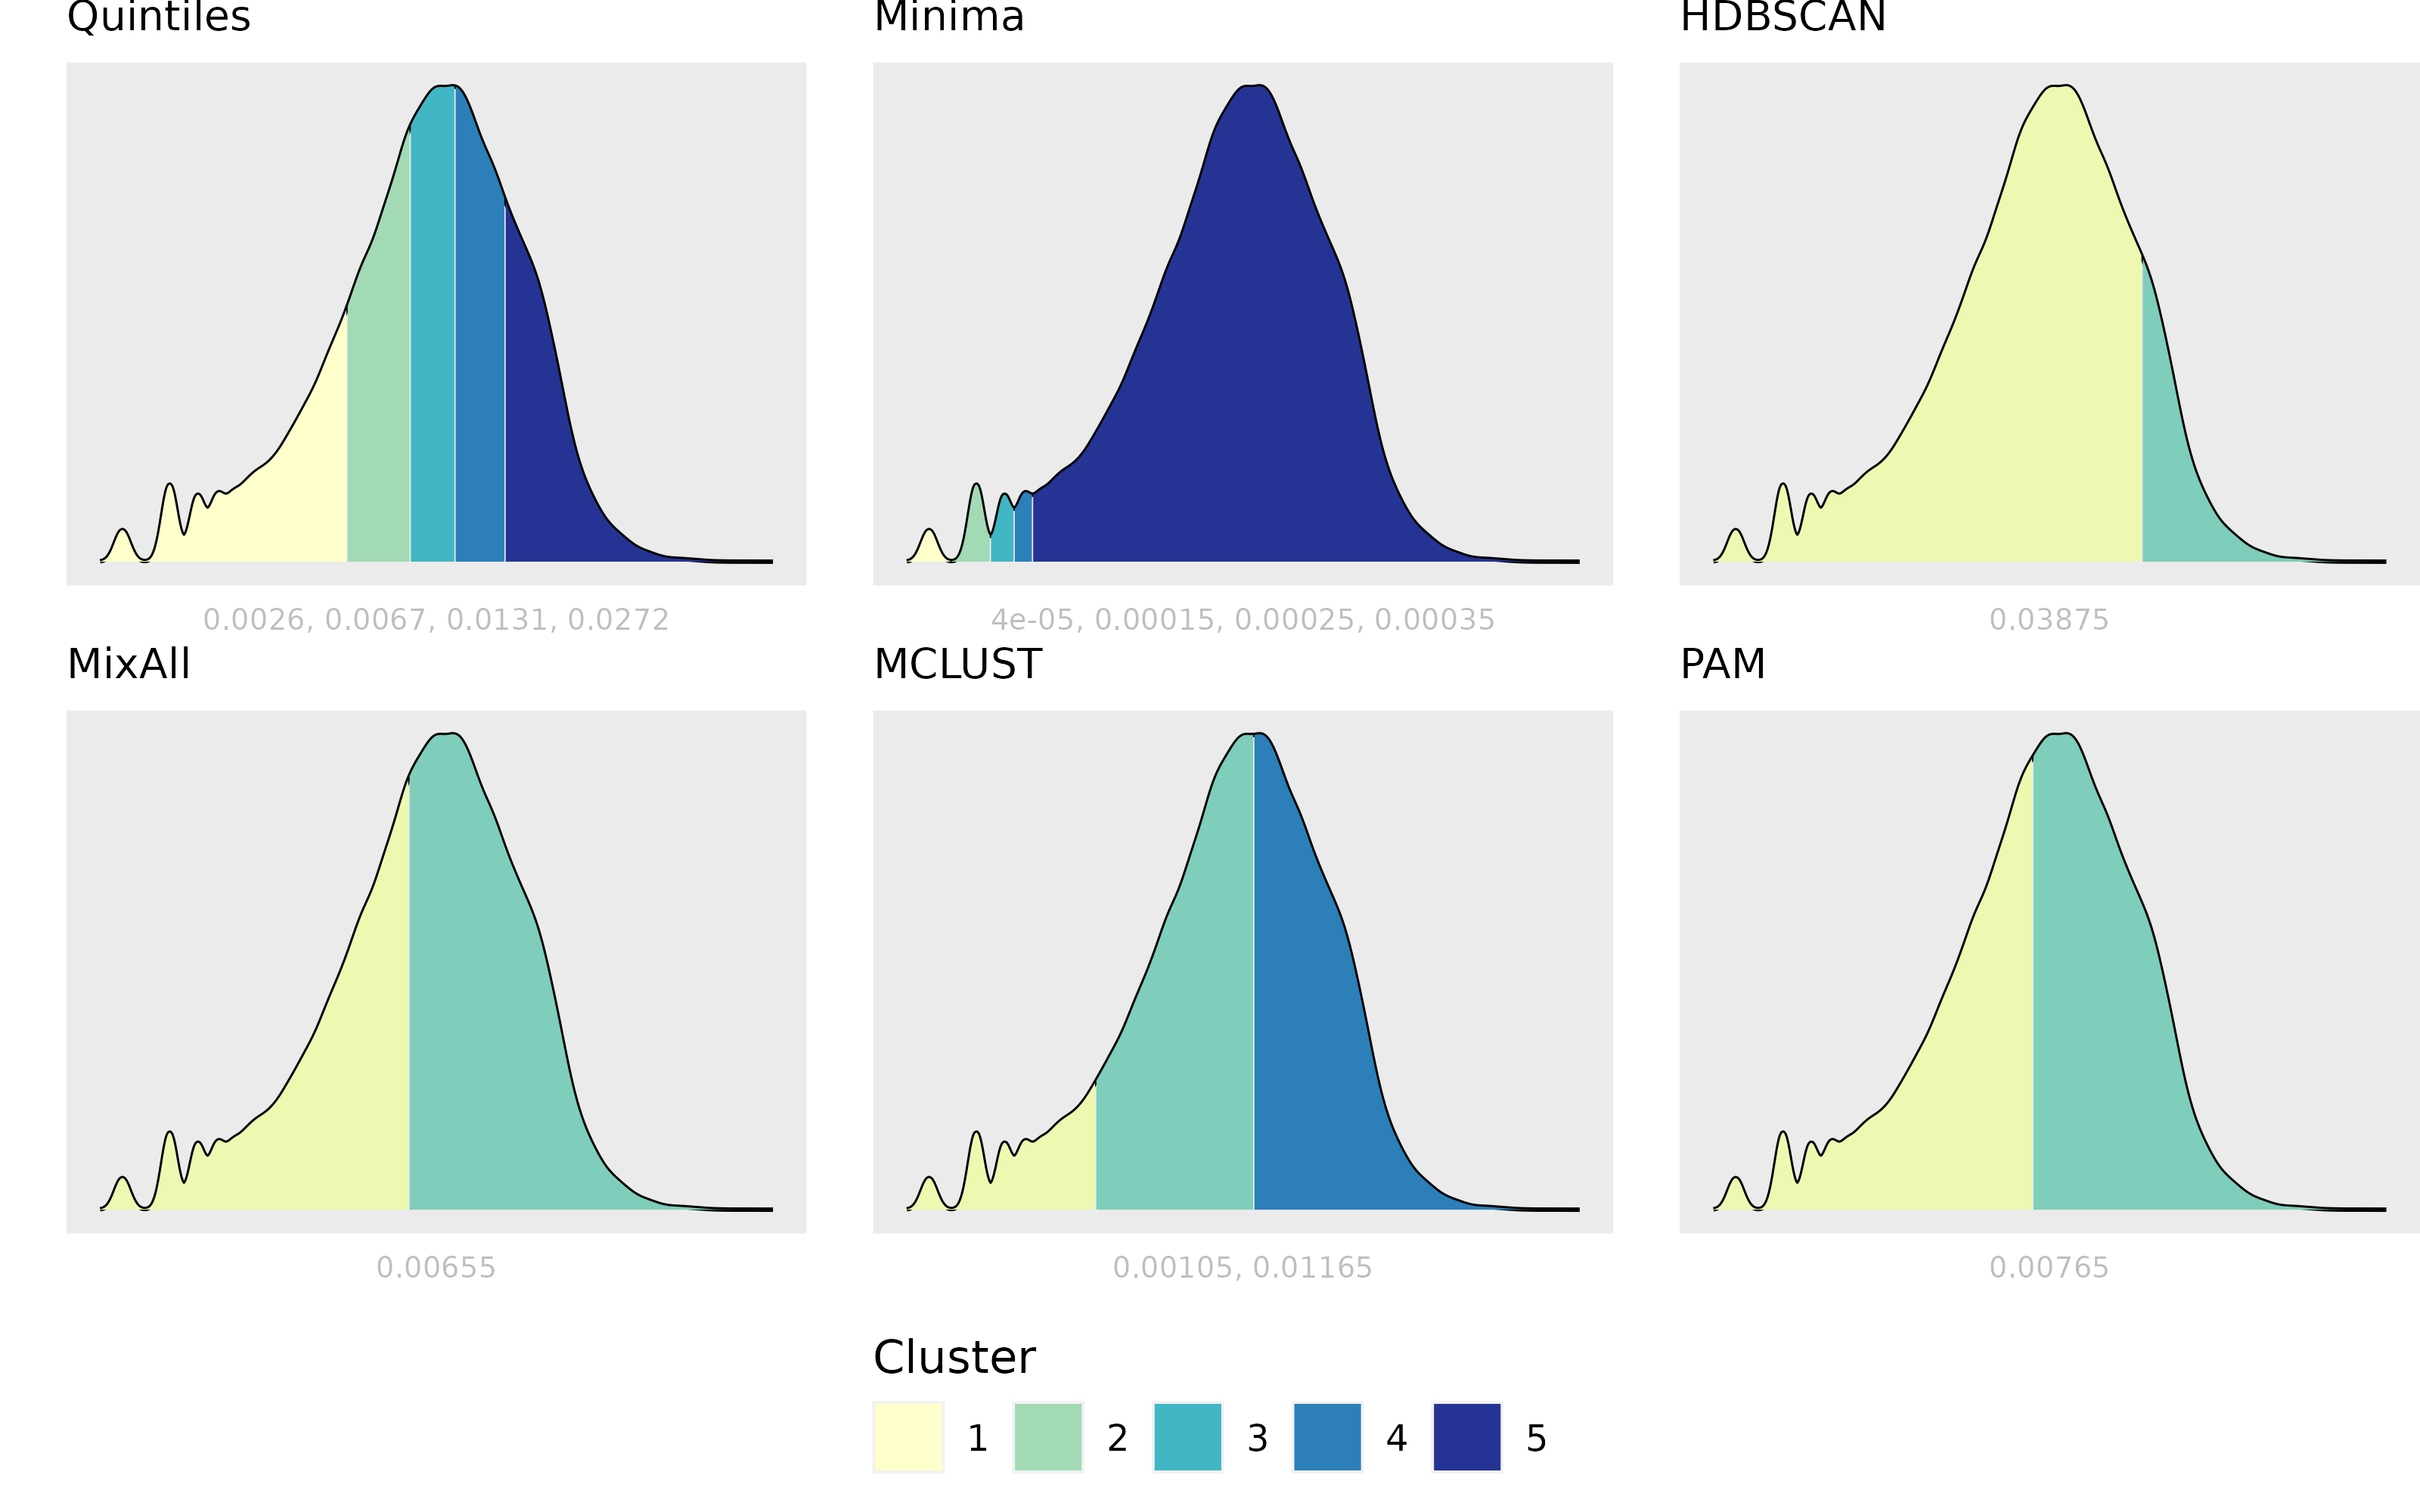 Quintiles
Minima
HDBSCAN
0.0026, 0.0067, 0.0131, 0.0272
4e-05, 0.00015, 0.00025, 0.00035
0.03875
MixAll
MCLUST
PAM
0.00655
0.00105, 0.01165
0.00765
Cluster
1 2 3 4 5